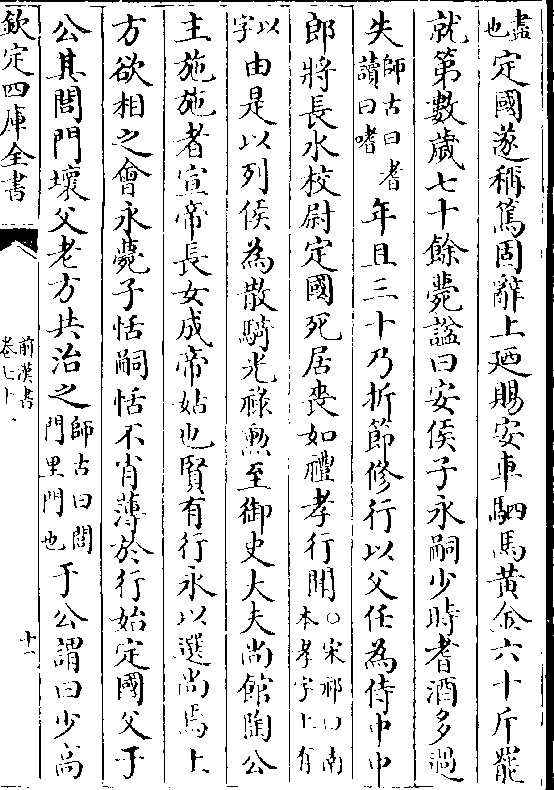 盡也定國遂稱篤固辭上廼賜安車駟馬黃金六十斤罷
就第數歲七十餘薨諡曰安侯子永嗣少時耆酒多過
失師古曰耆讀曰嗜年且三十乃折節修行以父任為侍中中
郎將長水校尉定國死居喪如禮孝行聞○宋祁曰南本孝字上有
以字由是以列侯為散騎光祿勲至御史大夫尚館陶公
主施施者宣帝長女成帝姑也賢有行永以選尚焉上
方欲相之會永薨子恬嗣恬不肖薄於行始定國父于
公其閭門壞父老方共治之師古曰閭門里門也于公謂曰少高
欽定四庫全書
前漢書
卷七十
十一